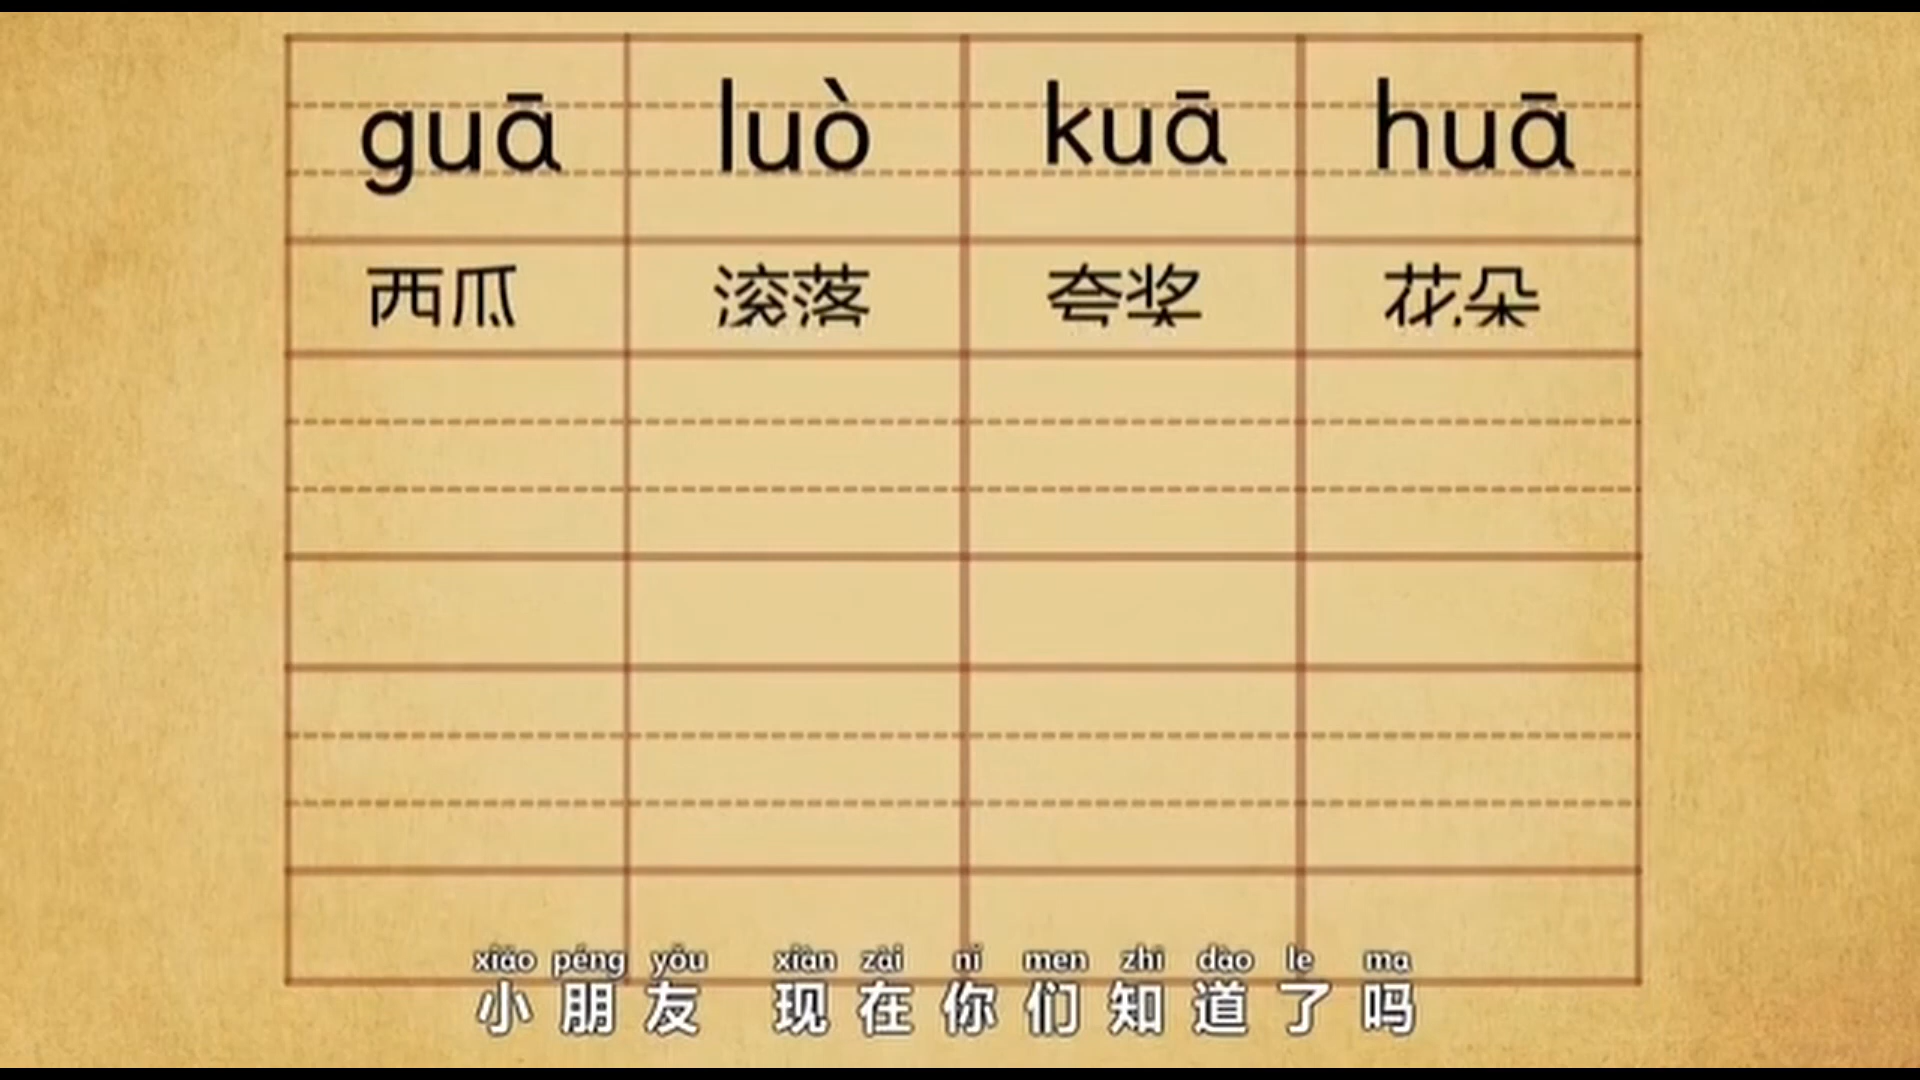 guā luò kuā huā
西瓜 滚落 夸奖 花朵
xiǎo péng yǒu xiàn zài nǐ men zhī dào le ma
小朋友 现在你们知道了吗